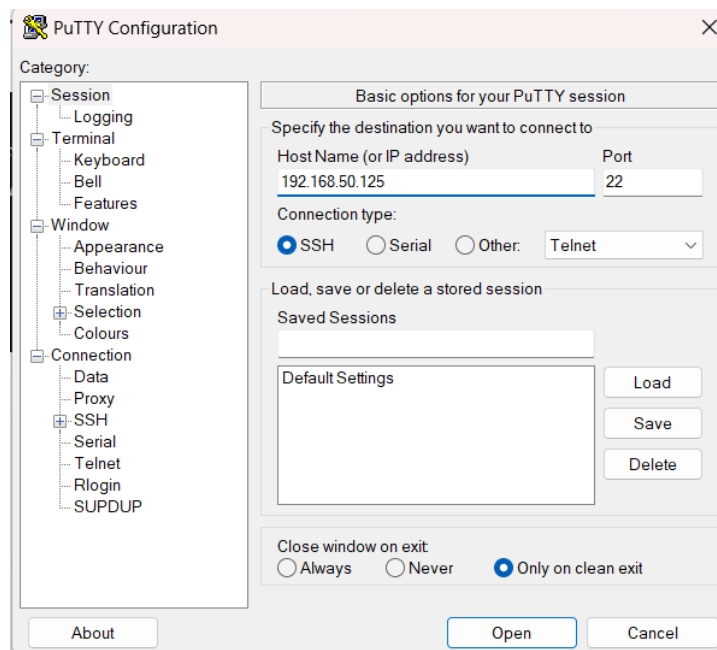 PuTTY Configuration
Category:
Session
Logging
Terminal
Keyboard
Bell
Features
Window
Appearance
Behaviour
Translation
Selection
Colours
Connection
Data
Proxy
SSH
Serial
Telnet
Rlogin
SUPDUP
Basic options for your PuTTY session
Specify the destination you want to connect to
Host Name (or IP address) Port
192.168.50.125 22
Connection type:
SSH Serial Other: Telnet
Load, save or delete a stored session
Saved Sessions
Default Settings
Load
Save
Delete
Close window on exit:
Always Never Only on clean exit
About Open Cancel